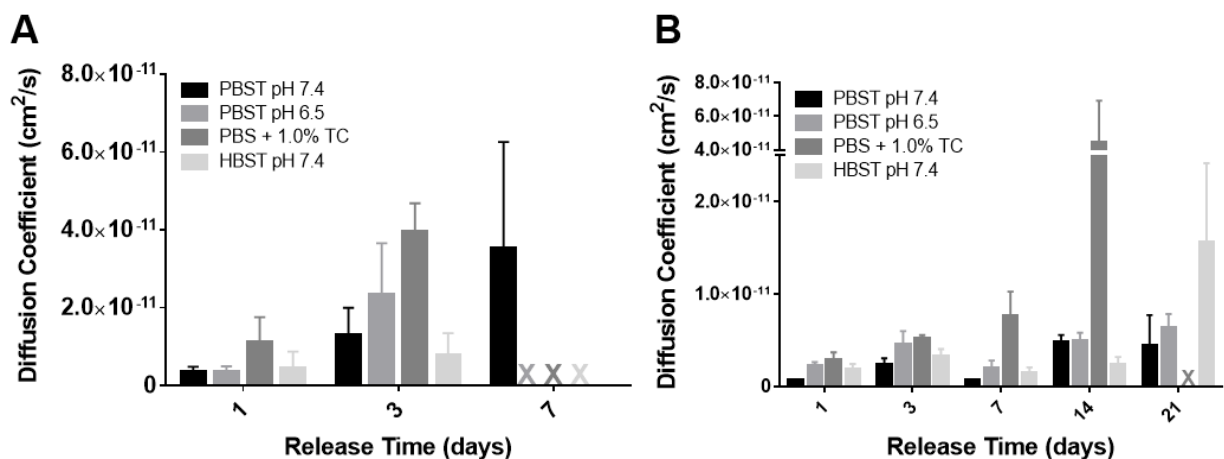 A
Diffusion Coefficient (cm²/s)
8.0×10⁻¹¹
6.0×10⁻¹¹
4.0×10⁻¹¹
2.0×10⁻¹¹
0
PBST pH 7.4
PBST pH 6.5
PBS + 1.0% TC
HBST pH 7.4
X X X
1 3 7
Release Time (days)
B
Diffusion Coefficient (cm²/s)
8.0×10⁻¹¹
6.0×10⁻¹¹
4.0×10⁻¹¹
2.0×10⁻¹¹
1.0×10⁻¹¹
0
PBST pH 7.4
PBST pH 6.5
PBS + 1.0% TC
HBST pH 7.4
X
1 3 7 14 21
Release Time (days)